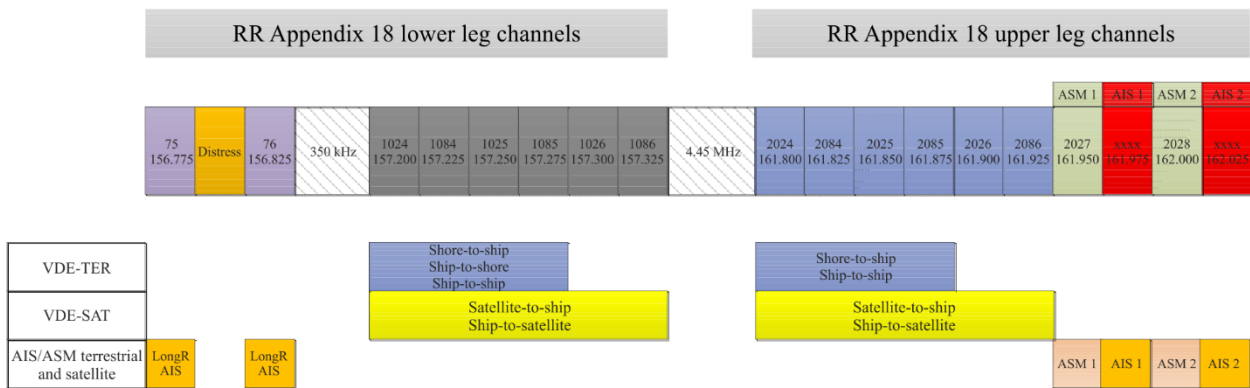 RR Appendix 18 lower leg channels
RR Appendix 18 upper leg channels
ASM 1
AIS 1
ASM 2
AIS 2
75
156.775
Distress
76
156.825
350 kHz
1024
157.200
1084
157.225
1025
157.250
1085
157.275
1026
157.300
1086
157.325
4.45 MHz
2024
161.800
2084
161.825
2025
161.850
2085
161.875
2026
161.900
2086
161.925
2027
161.950
xxxx
161.975
2028
162.000
xxxx
162.025
VDE-TER
Shore-to-ship
Ship-to-shore
Ship-to-ship
Shore-to-ship
Ship-to-ship
VDE-SAT
Satellite-to-ship
Ship-to-satellite
Satellite-to-ship
Ship-to-satellite
AIS/ASM terrestrial
and satellite
LongR
AIS
LongR
AIS
ASM 1
AIS 1
ASM 2
AIS 2